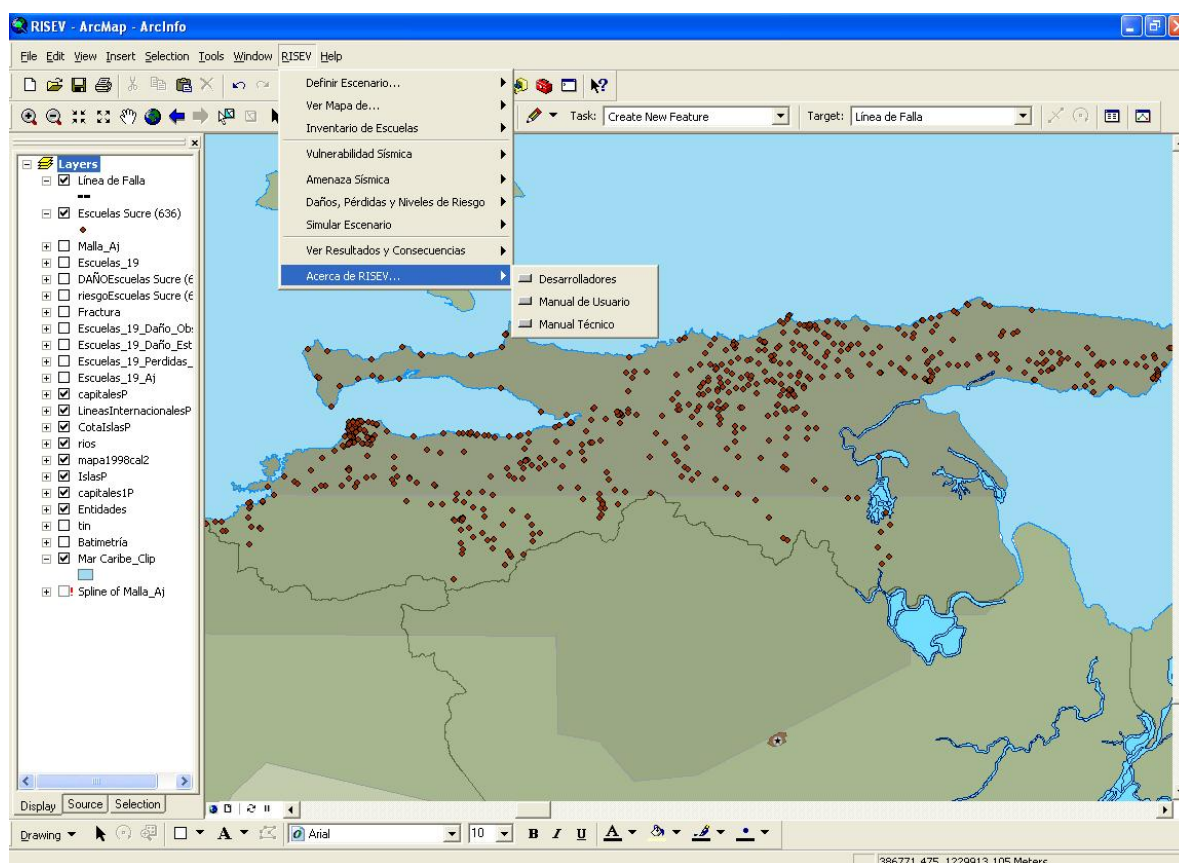 RISEV - ArcMap - ArcInfo
File Edit View Insert Selection Tools Window RISEV Help
Definir Escenario...
Ver Mapa de...
Inventario de Escuelas
Vulnerabilidad Sísmica
Amenaza Sísmica
Daños, Pérdidas y Niveles de Riesgo
Simular Escenario
Ver Resultados y Consecuencias
Acerca de RISEV...
Desarrolladores
Manual de Usuario
Manual Técnico
Task: Create New Feature
Target: Línea de Falla
Layers
Línea de Falla
Escuelas Sucre (636)
Malla_Aj
Escuelas_19
DAÑOEscuelas Sucre (6
riesgoEscuelas Sucre (6
Fractura
Escuelas_19_Daño_Obs
Escuelas_19_Daño_Est
Escuelas_19_Perdidas_
Escuelas_19_Aj
capitalesP
LineasInternacionalesP
CotaIslasP
rios
mapa1998cal2
IslasP
capitales1P
Entidades
tin
Batimetría
Mar Caribe_Clip
Spline of Malla_Aj
Display Source Selection
Drawing A Arial 10 B I U A
386771,475 1229913,105 Meters